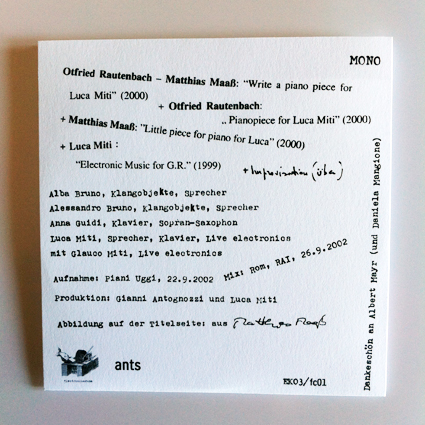 MONO
Otfried Rautenbach – Matthias Maaß: "Write a piano piece for
Luca Miti" (2000)
+ Otfried Rautenbach:
„Pianopiece for Luca Miti" (2000)
+ Matthias Maaß: "Little piece for piano for Luca" (2000)
+ Luca Miti :
"Electronic Music for G.R." (1999)
+ Improvisation (über)
Alba Bruno, Klangobjekte, Sprecher
Alessandro Bruno, Klangobjekte, Sprecher
Anna Guidi, Klavier, Sopran-Saxophon
Luca Miti, Sprecher, Klavier, Live electronics
mit Glauco Miti, Live electronics
Aufnahme: Piani Uggi, 22.9.2002
Mix: Rom, RAI, 26.9.2002
Produktion: Gianni Antognozzi und Luca Miti
Abbildung auf der Titelseite: aus Matthias Maaß
ants
EK03/fc01
Dankeschön an Albert Mayr (und Daniela Mangione)